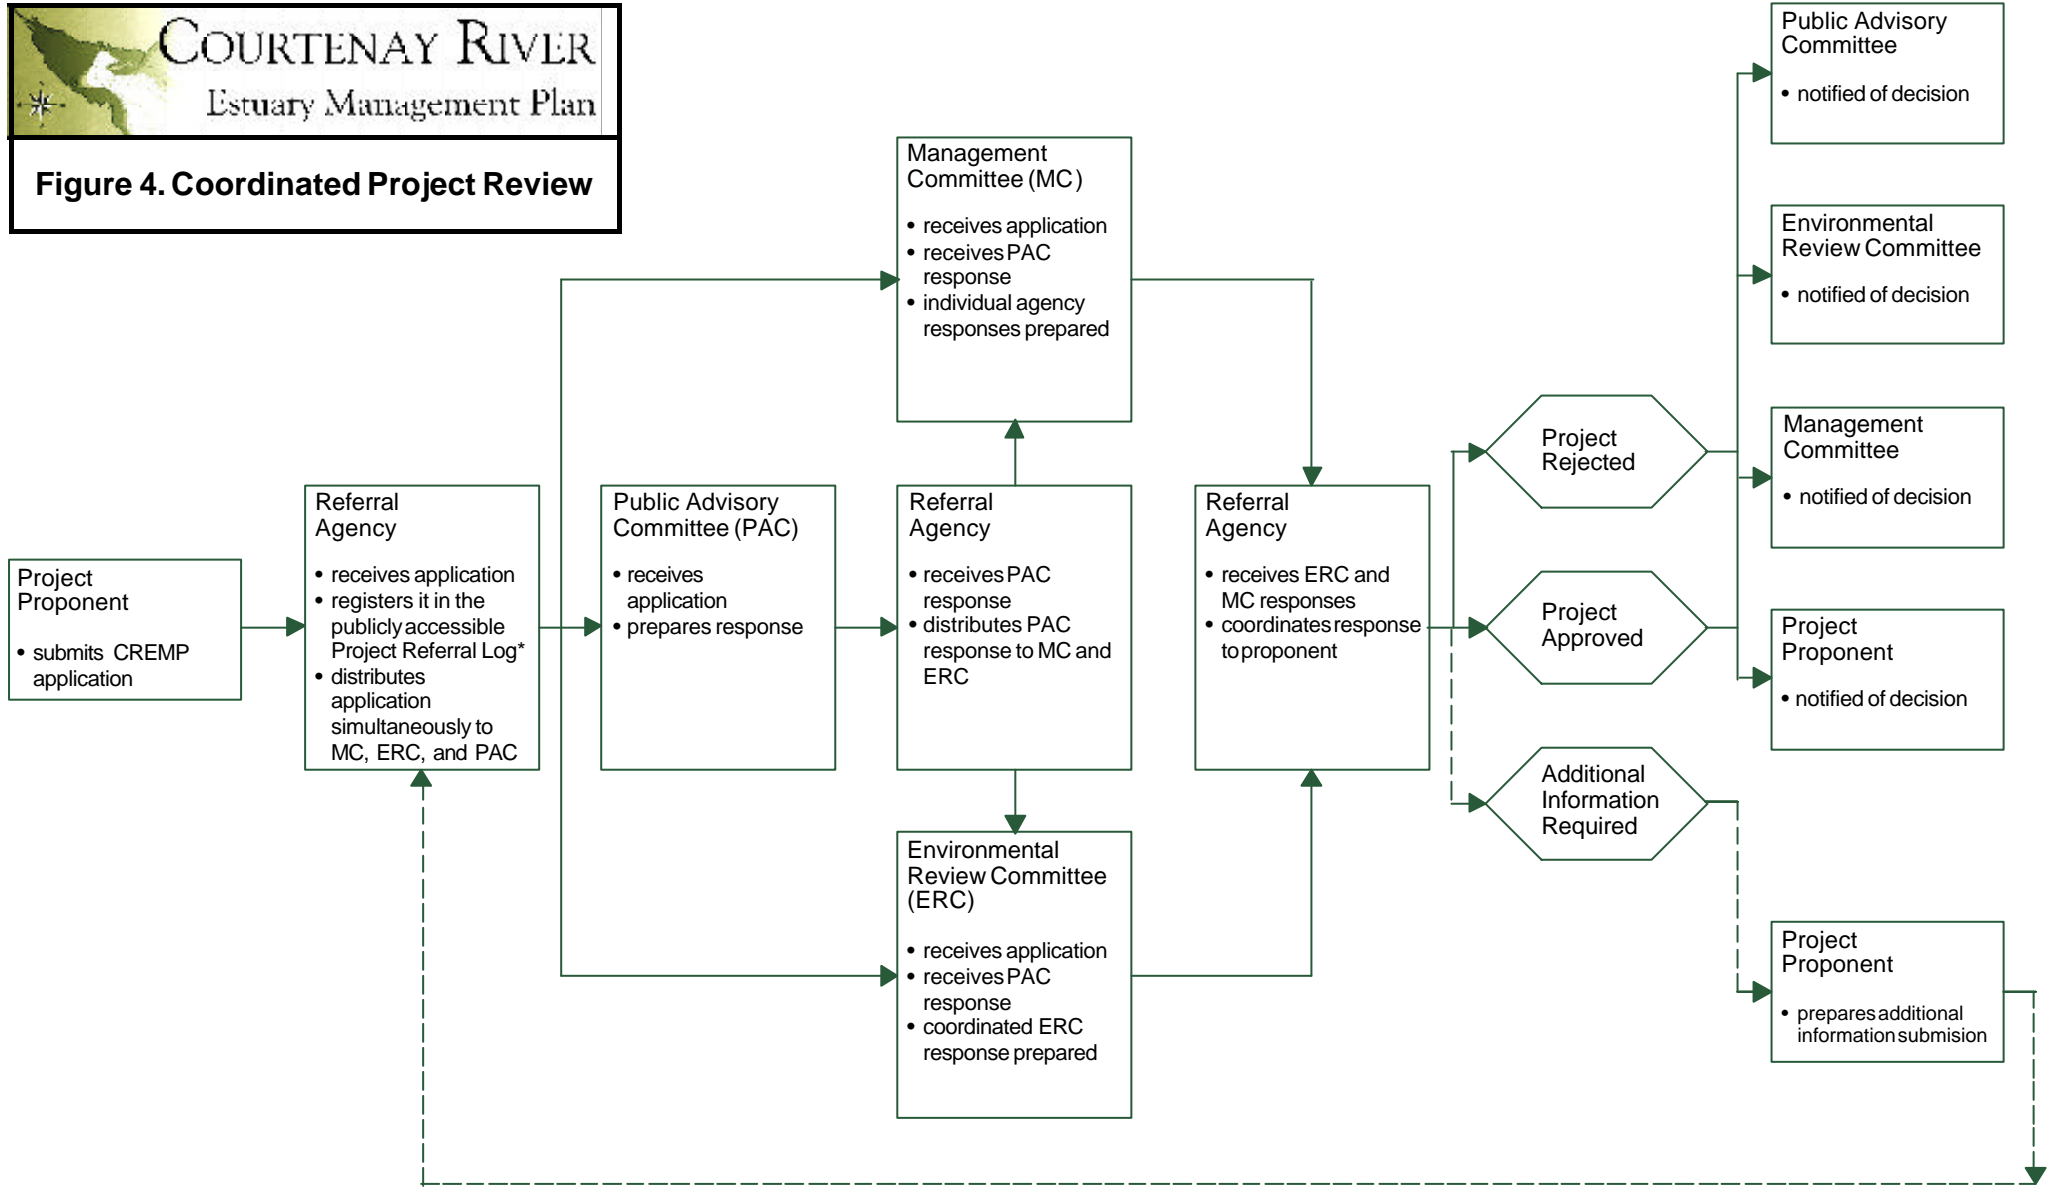 COURTENAY RIVER
Estuary Management Plan
Figure 4. Coordinated Project Review
Project
Proponent
• submits CREMP
application
Referral
Agency
• receives application
• registers it in the
publicly accessible
Project Referral Log*
• distributes
application
simultaneously to
MC, ERC, and PAC
Public Advisory
Committee (PAC)
• receives
application
• prepares response
Management
Committee (MC)
• receives application
• receives PAC
response
• individual agency
responses prepared
Referral
Agency
• receives PAC
response
• distributes PAC
response to MC and
ERC
Environmental
Review Committee
(ERC)
• receives application
• receives PAC
response
• coordinated ERC
response prepared
Referral
Agency
• receives ERC and
MC responses
• coordinates response
to proponent
Project
Rejected
Project
Approved
Additional
Information
Required
Public Advisory
Committee
• notified of decision
Environmental
Review Committee
• notified of decision
Management
Committee
• notified of decision
Project
Proponent
• notified of decision
Project
Proponent
• prepares additional
information submision